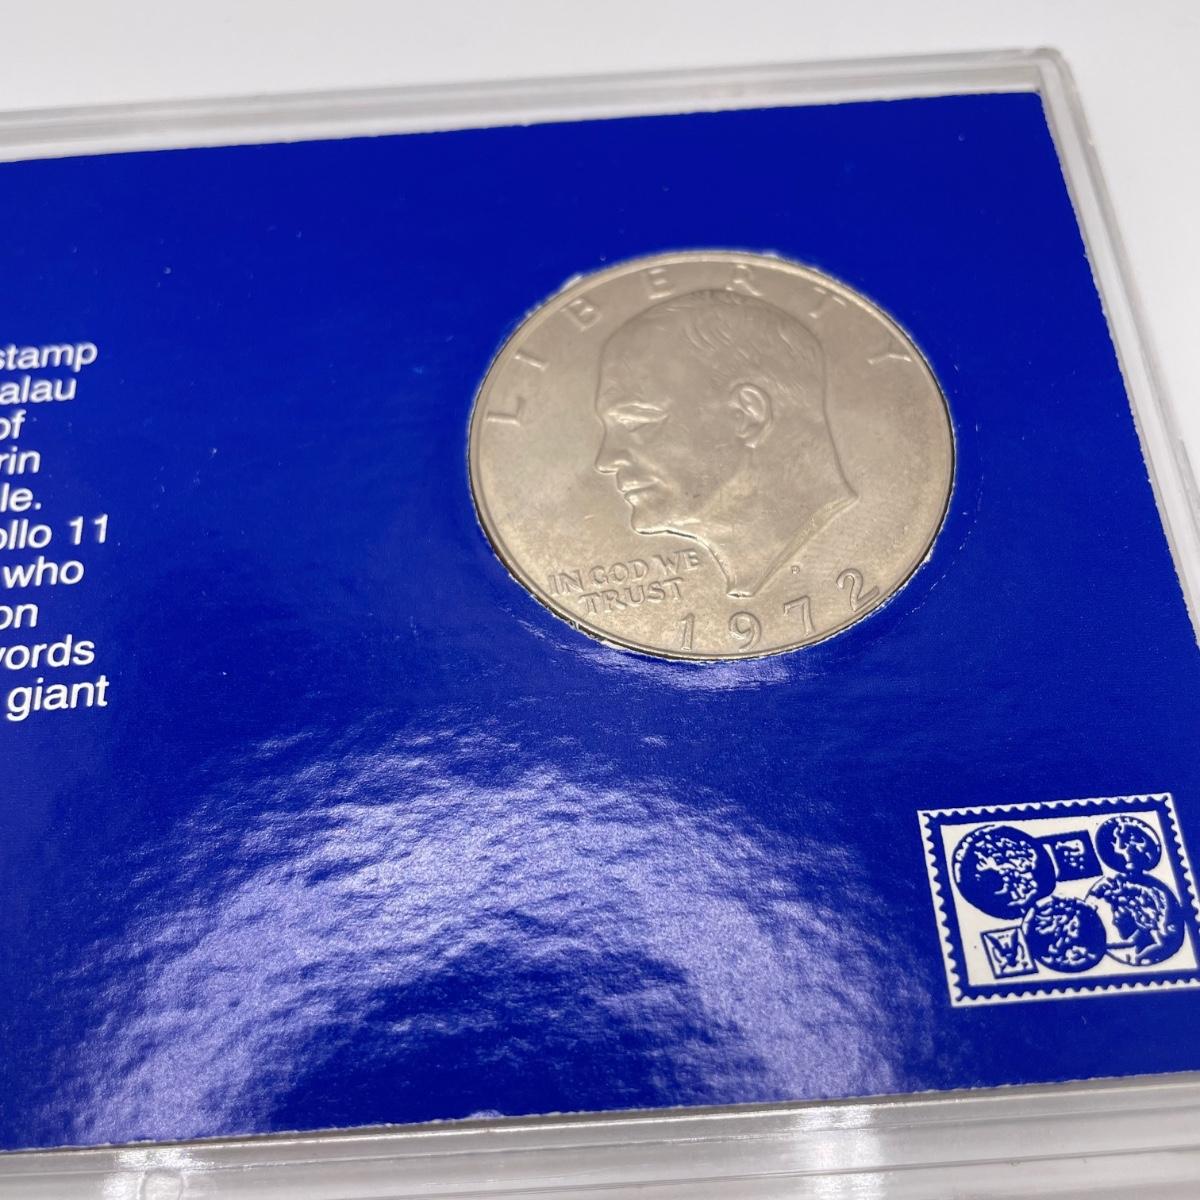 stamp
alau
of
rin
le.
ollo 11
who
on
words
giant
LIBERTY
IN GOD WE
TRUST
1972